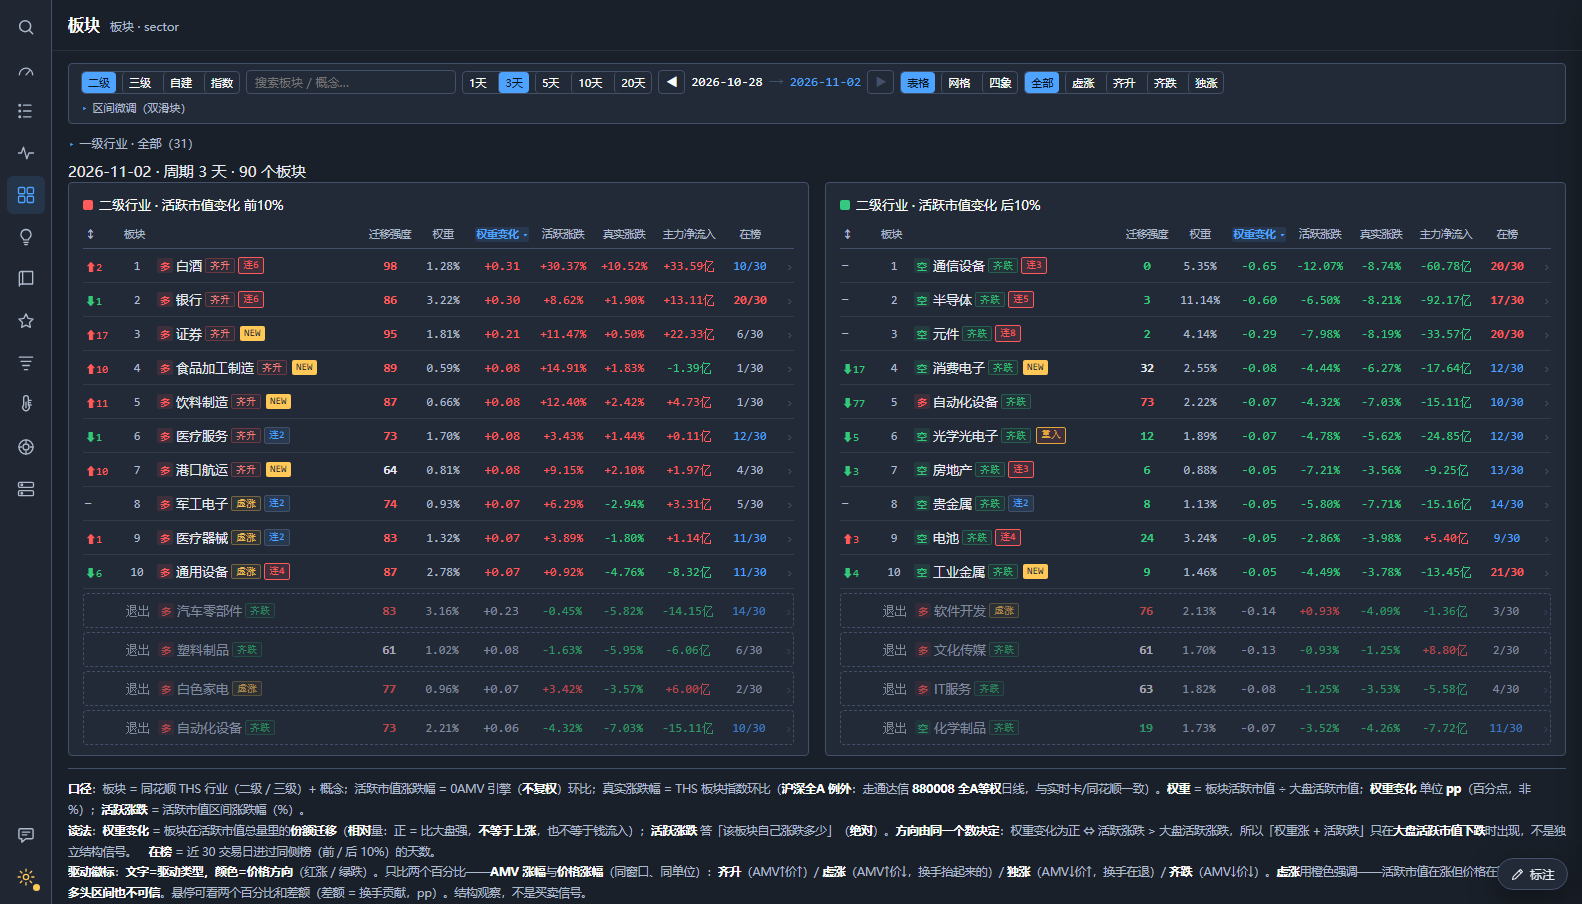 板块 板块 · sector
二级 三级 自建 指数 搜索板块 / 概念... 1天 3天 5天 10天 20天 ◀ 2026-10-28 → 2026-11-02 ▶ 表格 网格 四象 全部 虚涨 齐升 齐跌 独涨
区间微调（双滑块）
一级行业 · 全部（31）
2026-11-02 · 周期 3 天 · 90 个板块
二级行业 · 活跃市值变化 前10%
↕ 板块 迁移强度 权重 权重变化 活跃涨跌 真实涨跌 主力净流入 在榜
⬆2 1 多 白酒 齐升 连6 98 1.28% +0.31 +30.37% +10.52% +33.59亿 10/30
⬇1 2 多 银行 齐升 连6 86 3.22% +0.30 +8.62% +1.90% +13.11亿 20/30
⬆17 3 多 证券 齐升 NEW 95 1.81% +0.21 +11.47% +0.50% +22.33亿 6/30
⬆10 4 多 食品加工制造 齐升 NEW 89 0.59% +0.08 +14.91% +1.83% -1.39亿 1/30
⬆11 5 多 饮料制造 齐升 NEW 87 0.66% +0.08 +12.40% +2.42% +4.73亿 1/30
⬇1 6 多 医疗服务 齐升 连2 73 1.70% +0.08 +3.43% +1.44% +0.11亿 12/30
⬆10 7 多 港口航运 齐升 NEW 64 0.81% +0.08 +9.15% +2.10% +1.97亿 4/30
— 8 多 军工电子 虚涨 连2 74 0.93% +0.07 +6.29% -2.94% +3.31亿 5/30
⬆1 9 多 医疗器械 虚涨 连2 83 1.32% +0.07 +3.89% -1.80% +1.14亿 11/30
⬇6 10 多 通用设备 虚涨 连4 87 2.78% +0.07 +0.92% -4.76% -8.32亿 11/30
退出 多 汽车零部件 齐跌 83 3.16% +0.23 -0.45% -5.82% -14.15亿 14/30
退出 多 塑料制品 齐跌 61 1.02% +0.08 -1.63% -5.95% -6.06亿 6/30
退出 多 白色家电 虚涨 77 0.96% +0.07 +3.42% -3.57% +6.00亿 2/30
退出 多 自动化设备 齐跌 73 2.21% +0.06 -4.32% -7.03% -15.11亿 10/30
二级行业 · 活跃市值变化 后10%
↕ 板块 迁移强度 权重 权重变化 活跃涨跌 真实涨跌 主力净流入 在榜
— 1 空 通信设备 齐跌 连3 0 5.35% -0.65 -12.07% -8.74% -60.78亿 20/30
— 2 空 半导体 齐跌 连5 3 11.14% -0.60 -6.50% -8.21% -92.17亿 17/30
— 3 空 元件 齐跌 连8 2 4.14% -0.29 -7.98% -8.19% -33.57亿 20/30
⬇17 4 空 消费电子 齐跌 NEW 32 2.55% -0.08 -4.44% -6.27% -17.64亿 12/30
⬇77 5 多 自动化设备 齐跌 73 2.22% -0.07 -4.32% -7.03% -15.11亿 10/30
⬇5 6 空 光学光电子 齐跌 重入 12 1.89% -0.07 -4.78% -5.62% -24.85亿 12/30
⬇3 7 空 房地产 齐跌 连3 6 0.88% -0.05 -7.21% -3.56% -9.25亿 13/30
— 8 空 贵金属 齐跌 连2 8 1.13% -0.05 -5.80% -7.71% -15.16亿 14/30
⬆3 9 空 电池 齐跌 连4 24 3.24% -0.05 -2.86% -3.98% +5.40亿 9/30
⬇4 10 空 工业金属 齐跌 NEW 9 1.46% -0.05 -4.49% -3.78% -13.45亿 21/30
退出 多 软件开发 虚涨 76 2.13% -0.14 +0.93% -4.09% -1.36亿 3/30
退出 多 文化传媒 齐跌 61 1.70% -0.13 -0.93% -1.25% +8.80亿 2/30
退出 多 IT服务 齐跌 63 1.82% -0.08 -1.25% -3.53% -5.58亿 4/30
退出 空 化学制品 齐跌 19 1.73% -0.07 -3.52% -4.26% -7.72亿 11/30
口径：板块 = 同花顺 THS 行业（二级 / 三级）+ 概念；活跃市值涨跌幅 = 0AMV 引擎（不复权）环比；真实涨跌幅 = THS 板块指数环比（沪深全A 例外：走通达信 880008 全A等权日线，与实时卡/同花顺一致）。权重 = 板块活跃市值 ÷ 大盘活跃市值；权重变化 单位 pp（百分点，非
%）；活跃涨跌 = 活跃市值区间涨跌幅（%）。
读法：权重变化 = 板块在活跃市值总量里的份额迁移（相对量：正 = 比大盘强，不等于上涨，也不等于钱流入）；活跃涨跌 答「该板块自己涨跌多少」（绝对）。方向由同一个数决定：权重变化为正 ⇔ 活跃涨跌 > 大盘活跃涨跌，所以「权重涨 + 活跃跌」只在大盘活跃市值下跌时出现，不是独
立结构信号。 在榜 = 近 30 交易日进过同侧榜（前 / 后 10%）的天数。
驱动徽标：文字=驱动类型，颜色=价格方向（红涨 / 绿跌）。只比两个百分比——AMV 涨幅与价格涨幅（同窗口、同单位）：齐升（AMV↑价↑）/ 虚涨（AMV↑价↓，换手抬起来的）/ 独涨（AMV↓价↑，换手在退）/ 齐跌（AMV↓价↓）。虚涨用橙色强调——活跃市值在涨但价格在
多头区间也不可信。悬停可看两个百分比和差额（差额 = 换手贡献，pp）。结构观察，不是买卖信号。
标注